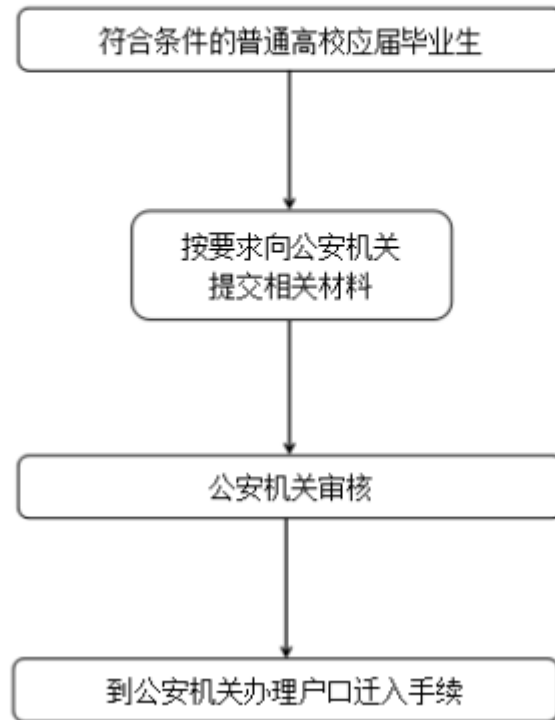 符合条件的普通高校应届毕业生
按要求向公安机关
提交相关材料
公安机关审核
到公安机关办理户口迁入手续